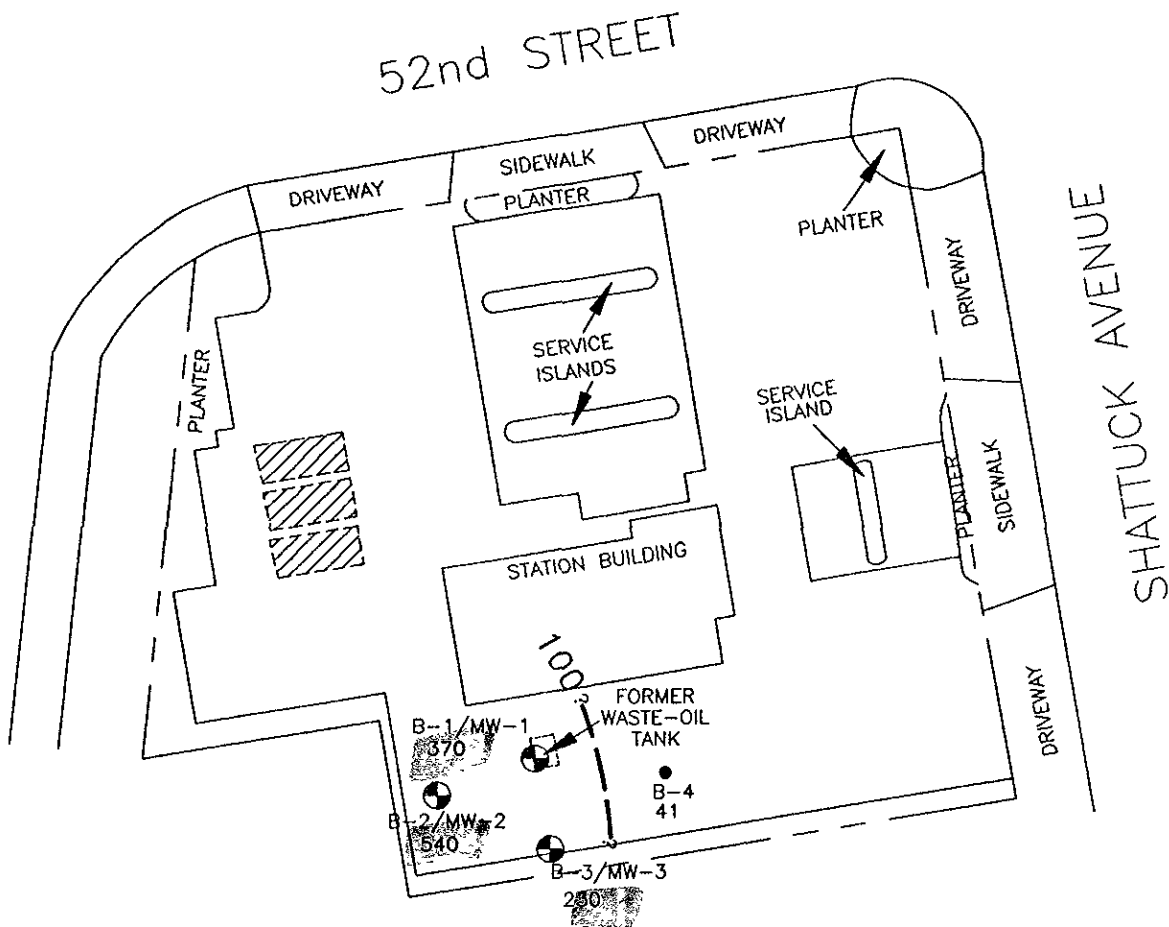 52nd STREET
DRIVEWAY
SIDEWALK
DRIVEWAY
PLANTER
PLANTER
DRIVEWAY
SHATTUCK AVENUE
SERVICE
ISLANDS
PLANTER
SERVICE
ISLAND
PLANTER
SIDEWALK
STATION BUILDING
100
?
FORMER
WASTE-OIL
TANK
DRIVEWAY
B-1/MW-1
370
B-4
41
B-2/MW-2
540
?
B-3/MW-3
230